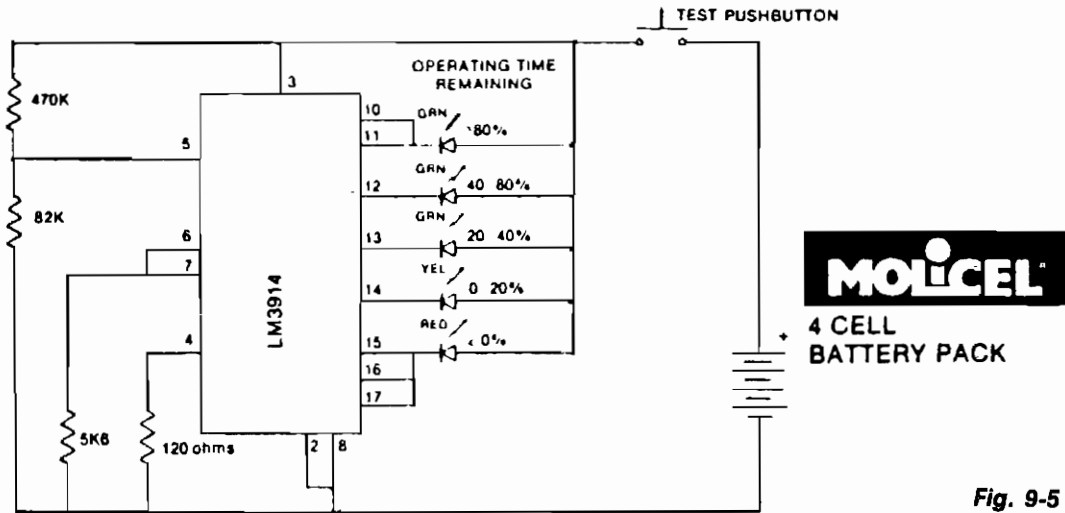 TEST PUSHBUTTON
OPERATING TIME
REMAINING
3
470K
10
GRN
11
>80%
5
12
GRN
40 80%
82K
GRN
13
20 40%
6
7
YEL
14
0 20%
LM3914
RED
4
15
< 0%
16
17
5K6
120 ohms
2
8
MOLiCEL
+
4 CELL
BATTERY PACK
Fig. 9-5